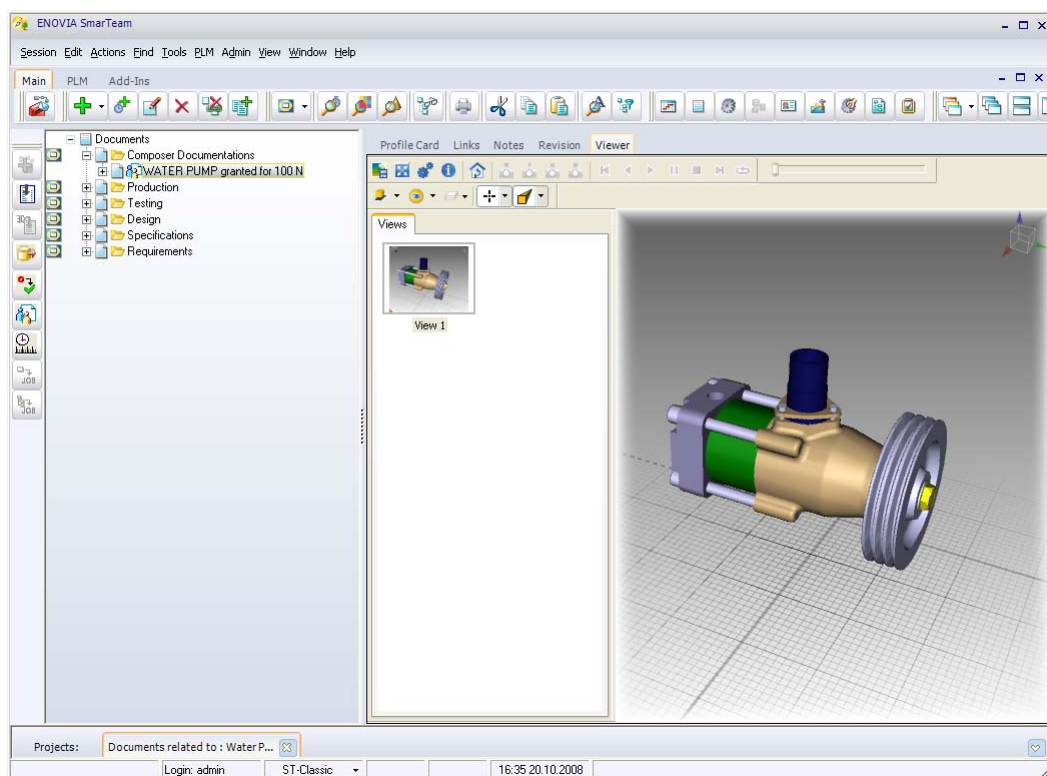 ENOVIA SmarTeam
Session Edit Actions Find Tools PLM Admin View Window Help
Main PLM Add-Ins
Documents
Composer Documentations
WATER PUMP granted for 100 N
Production
Testing
Design
Specifications
Requirements
JOB
JOB
Profile Card Links Notes Revision Viewer
Views
View 1
Projects: Documents related to : Water P...
Login: admin ST-Classic 16:35 20.10.2008